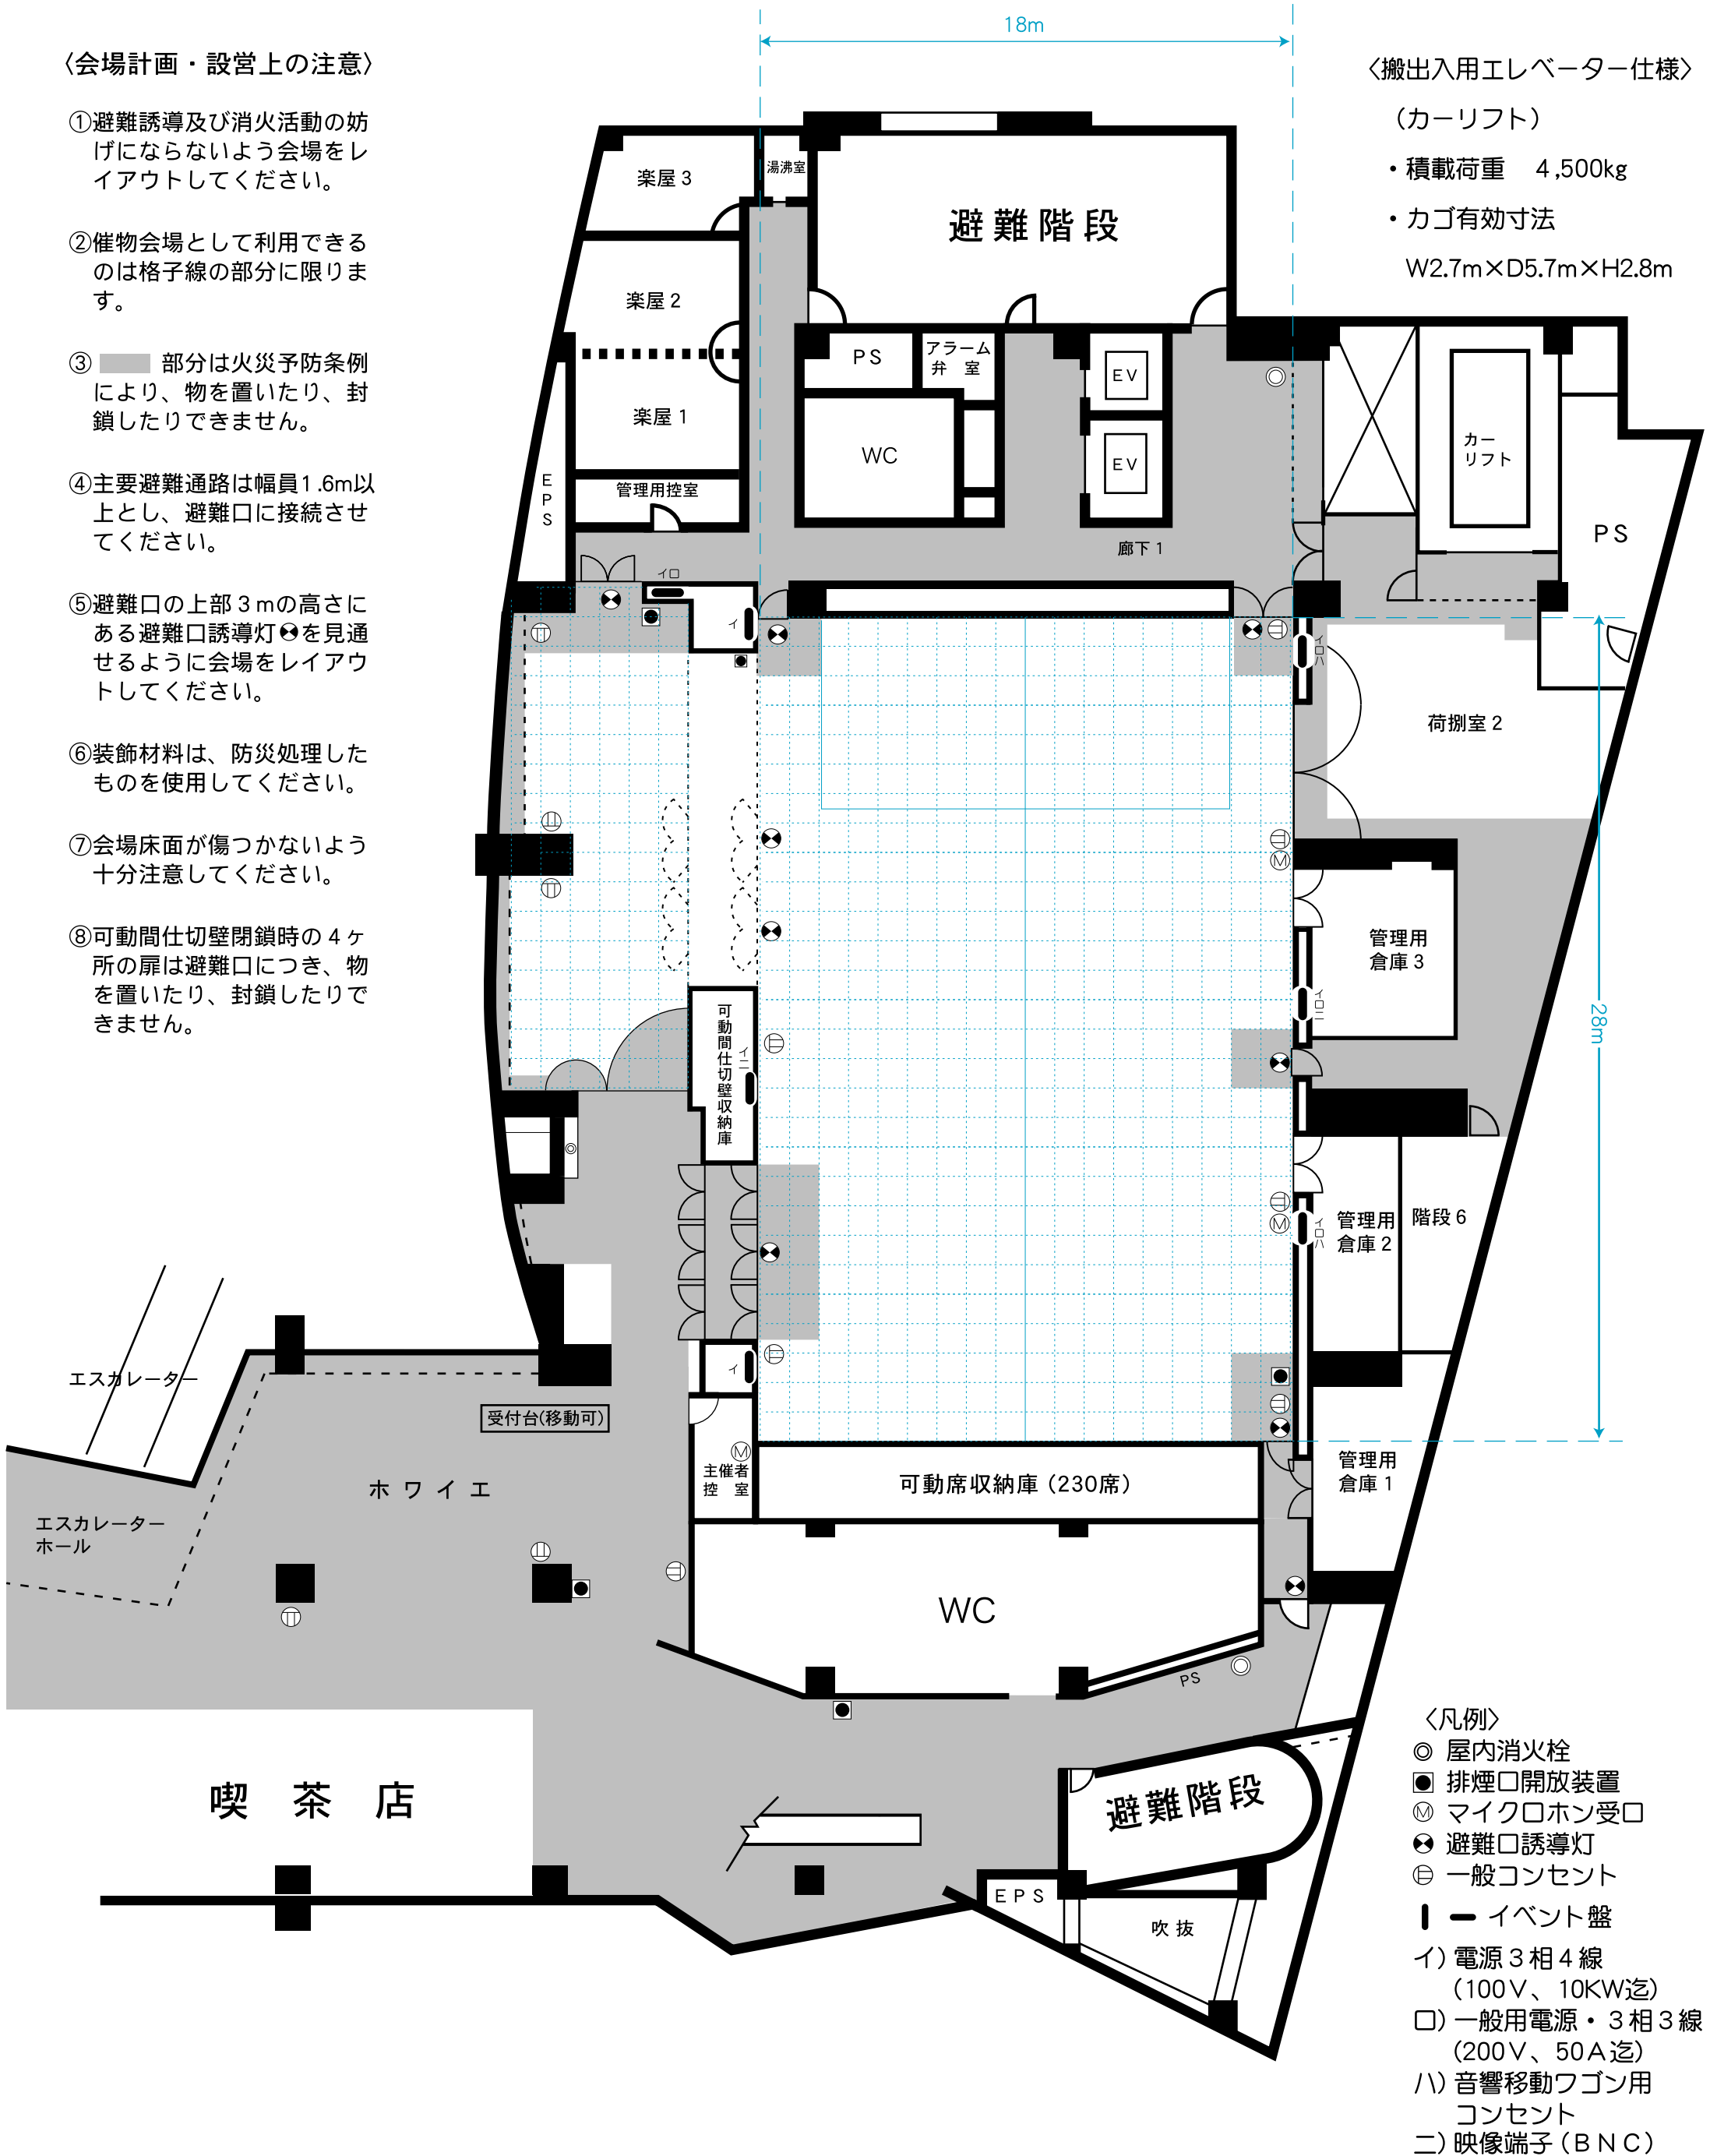 18m
〈会場計画・設営上の注意〉
①避難誘導及び消火活動の妨
げにならないよう会場をレ
イアウトしてください。
②催物会場として利用できる
のは格子線の部分に限りま
す。
③ 部分は火災予防条例
により、物を置いたり、封
鎖したりできません。
④主要避難通路は幅員1.6m以
上とし、避難口に接続させ
てください。
⑤避難口の上部３mの高さに
ある避難口誘導灯を見通
せるように会場をレイアウ
トしてください。
⑥装飾材料は、防災処理した
ものを使用してください。
⑦会場床面が傷つかないよう
十分注意してください。
⑧可動間仕切壁閉鎖時の４ヶ
所の扉は避難口につき、物
を置いたり、封鎖したりで
きません。
〈搬出入用エレベーター仕様〉
（カーリフト）
・積載荷重　4,500kg
・カゴ有効寸法
W2.7m×D5.7m×H2.8m
楽屋３
湯沸室
避難階段
楽屋２
楽屋１
管理用控室
EPS
PS
アラーム
弁　室
WC
EV
EV
カー
リフト
PS
廊下１
イロ
イ
イロハ
荷捌室２
28m
管理用
倉庫３
イロニ
可動間仕切壁収納庫
イニ
管理用
倉庫２
階段６
イロハ
イ
エスカレーター
受付台(移動可)
ホワイエ
エスカレーター
ホール
Ⓜ
主催者
控　室
可動席収納庫（230席）
管理用
倉庫１
WC
PS
喫茶店
避難階段
EPS
吹抜
〈凡例〉
◎ 屋内消火栓
排煙口開放装置
Ⓜ マイクロホン受口
避難口誘導灯
一般コンセント
イベント盤
イ）電源３相４線
（100Ｖ、10KW迄）
ロ）一般用電源・３相３線
（200Ｖ、50Ａ迄）
ハ）音響移動ワゴン用
コンセント
ニ）映像端子（ＢＮＣ）